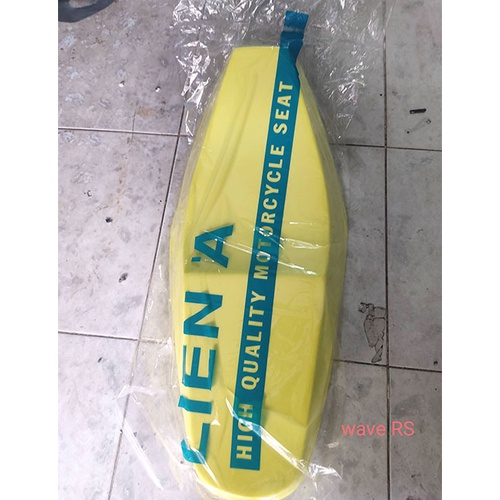 LIEN'A
HIGH QUALITY MOTORCYCLE SEAT
wave RS